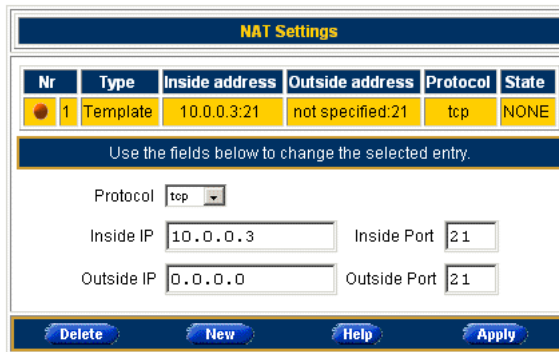 NAT Settings
Nr Type Inside address Outside address Protocol State
1 Template 10.0.0.3:21 not specified:21 tcp NONE
Use the fields below to change the selected entry.
Protocol tcp
Inside IP 10.0.0.3 Inside Port 21
Outside IP 0.0.0.0 Outside Port 21
Delete New Help Apply